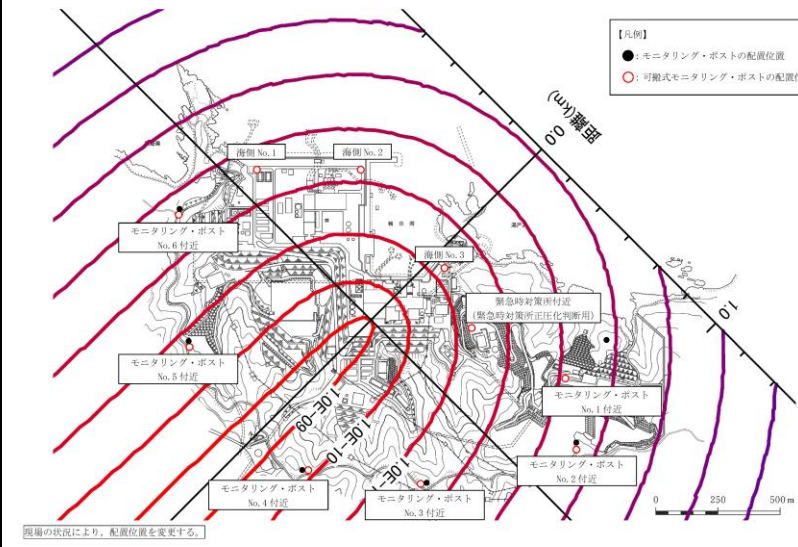 【凡例】
●: モニタリング・ポストの配置位置
○: 可搬式モニタリング・ポストの配置
距離(km)
0.0
1.0
海側 No.1
海側 No.2
モニタリング・ポスト
No.6 付近
海側 No.3
緊急時対策所付近
(緊急時対策所正圧化判断用)
モニタリング・ポスト
No.5 付近
モニタリング・ポスト
No.1 付近
1.0E-09
1.0E-10
1.0E-
モニタリング・ポスト
No.2 付近
モニタリング・ポスト
No.4 付近
モニタリング・ポスト
No.3 付近
0 250 500 m
現場の状況により，配置位置を変更する。